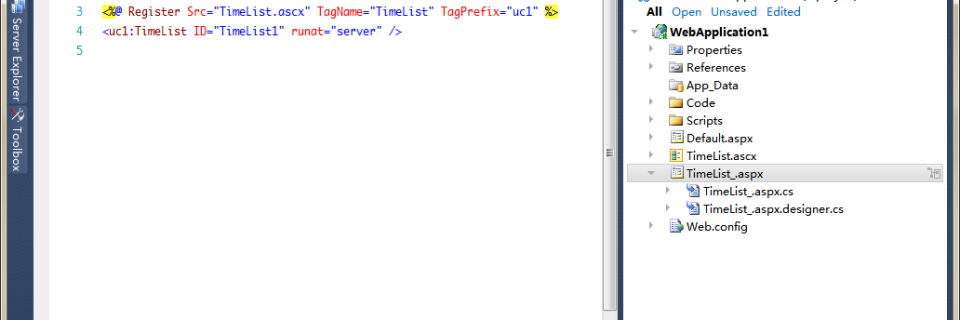 3 <%@ Register Src="TimeList.ascx" TagName="TimeList" TagPrefix="uc1" %>
4 <uc1:TimeList ID="TimeList1" runat="server" />
5
Server Explorer
Toolbox
All Open Unsaved Edited
WebApplication1
Properties
References
App_Data
Code
Scripts
Default.aspx
TimeList.ascx
TimeList_.aspx
TimeList_.aspx.cs
TimeList_.aspx.designer.cs
Web.config